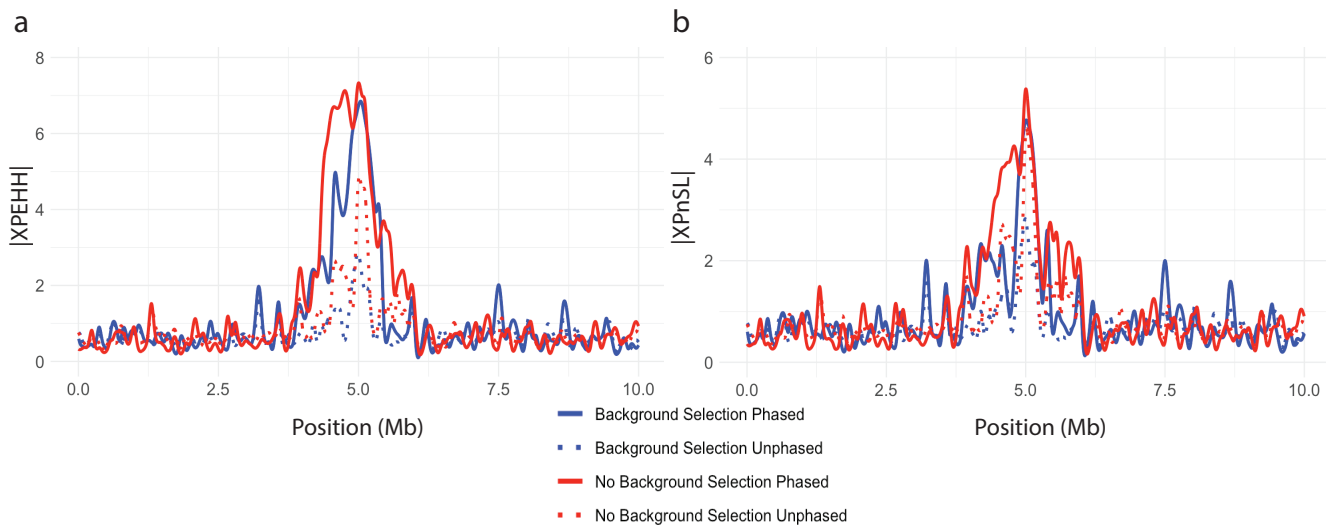 a
8
6
4
2
0
|XPEHH|
0.0
2.5
5.0
7.5
10.0
Position (Mb)
b
6
4
2
0
|XPnSL|
0.0
2.5
5.0
7.5
10.0
Position (Mb)
Background Selection Phased
Background Selection Unphased
No Background Selection Phased
No Background Selection Unphased